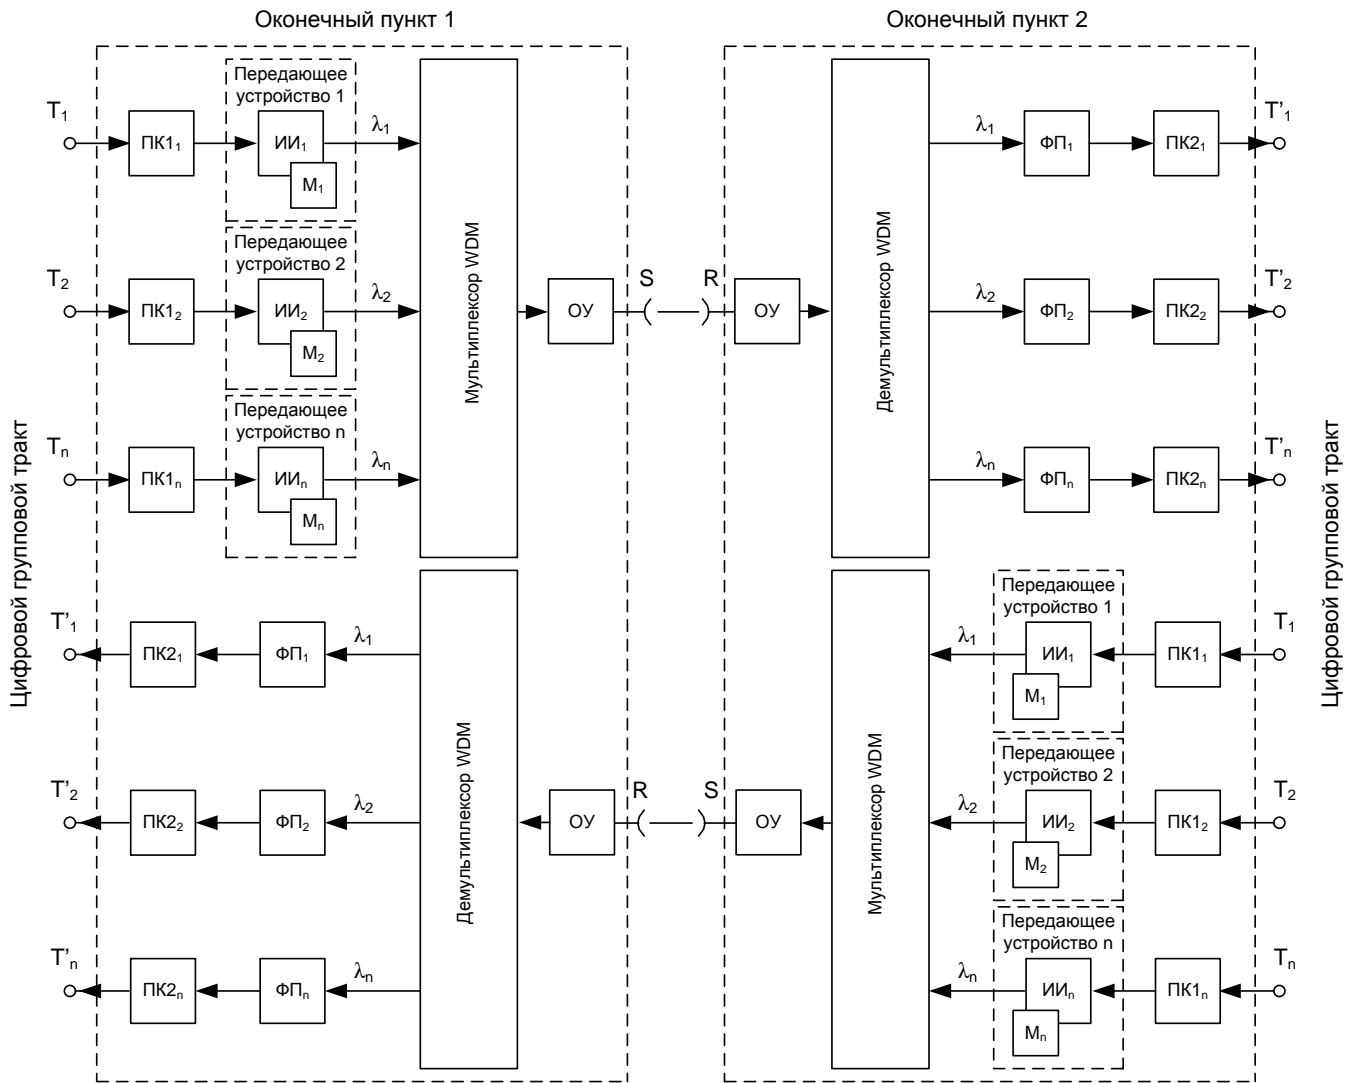 Оконечный пункт 1
Оконечный пункт 2
Передающее
устройство 1
T₁
ПК1₁
ИИ₁
М₁
λ₁
λ₁
ФП₁
ПК2₁
T'₁
Передающее
устройство 2
T₂
ПК1₂
ИИ₂
М₂
λ₂
Мультиплексор WDM
ОУ
S
R
ОУ
Демультиплексор WDM
λ₂
ФП₂
ПК2₂
T'₂
Передающее
устройство n
Tₙ
ПК1ₙ
ИИₙ
Мₙ
λₙ
λₙ
ФПₙ
ПК2ₙ
T'ₙ
Цифровой групповой тракт
Цифровой групповой тракт
T'₁
ПК2₁
ФП₁
λ₁
λ₁
Передающее
устройство 1
ИИ₁
М₁
ПК1₁
T₁
T'₂
ПК2₂
ФП₂
λ₂
Демультиплексор WDM
ОУ
R
S
ОУ
Мультиплексор WDM
λ₂
Передающее
устройство 2
ИИ₂
М₂
ПК1₂
T₂
T'ₙ
ПК2ₙ
ФПₙ
λₙ
λₙ
Передающее
устройство n
ИИₙ
Мₙ
ПК1ₙ
Tₙ